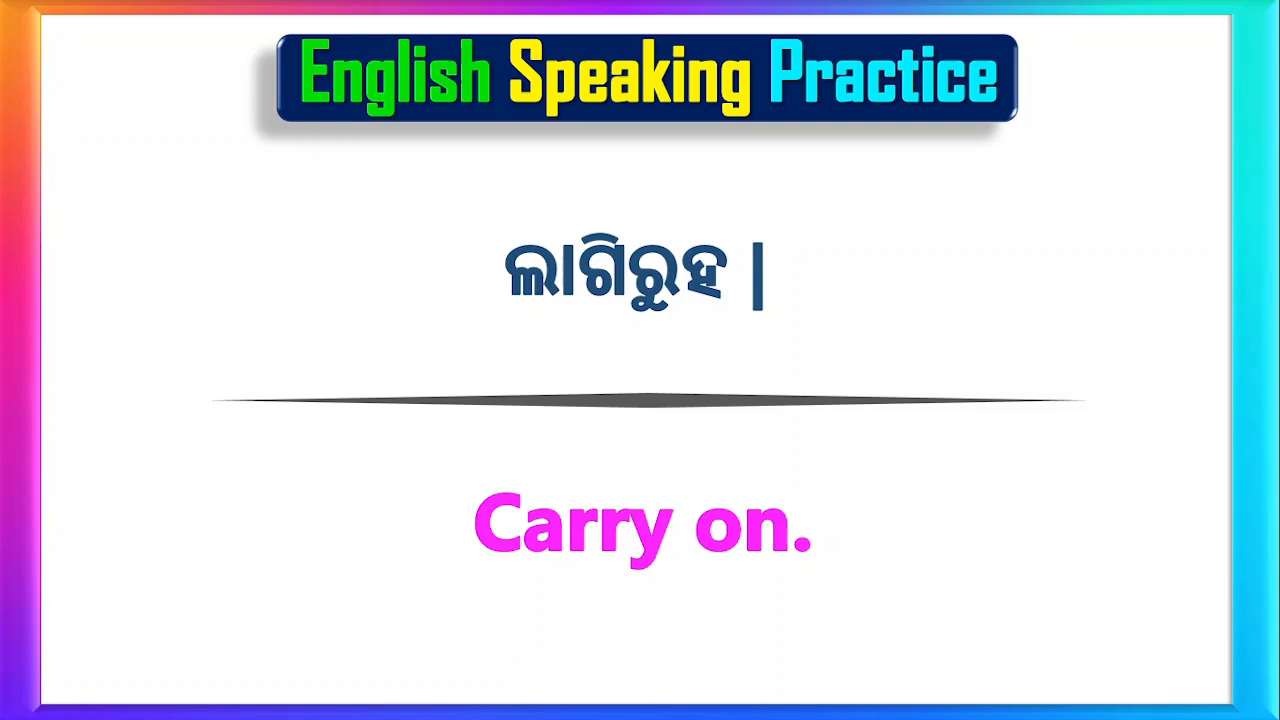 English Speaking Practice
ଲାଗିରୁହ |
Carry on.